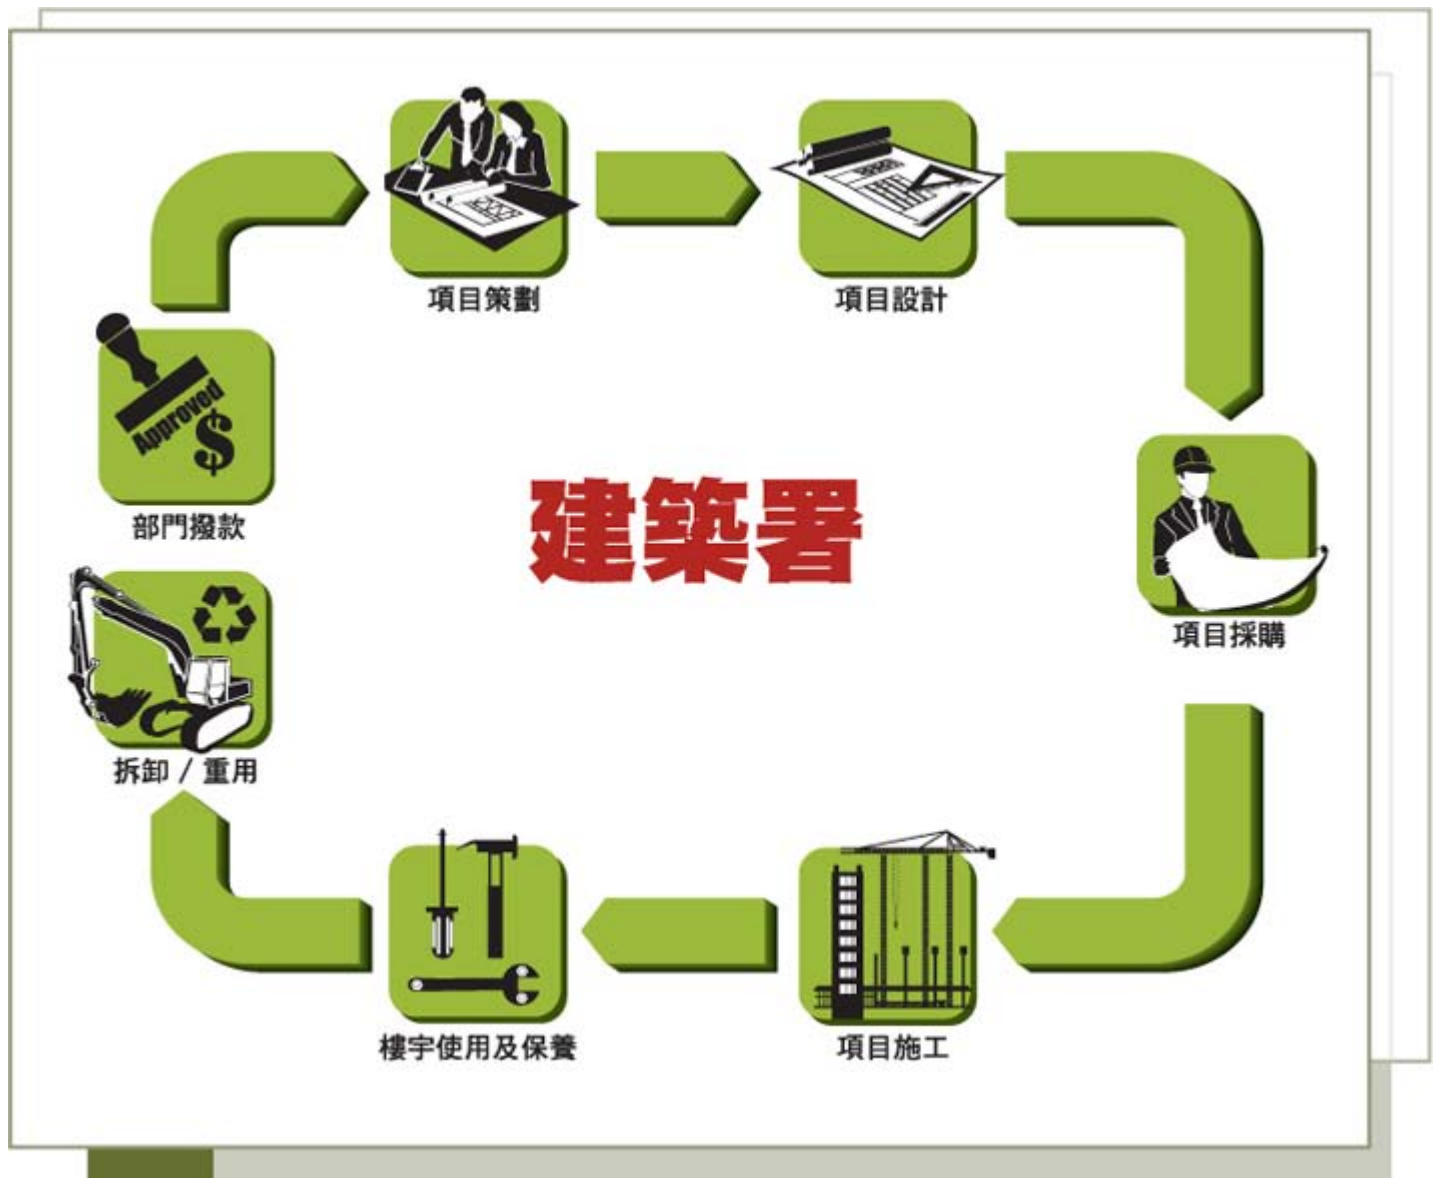 項目策劃
項目設計
Approved
$
部門撥款
建築署
項目採購
拆卸 / 重用
樓宇使用及保養
項目施工